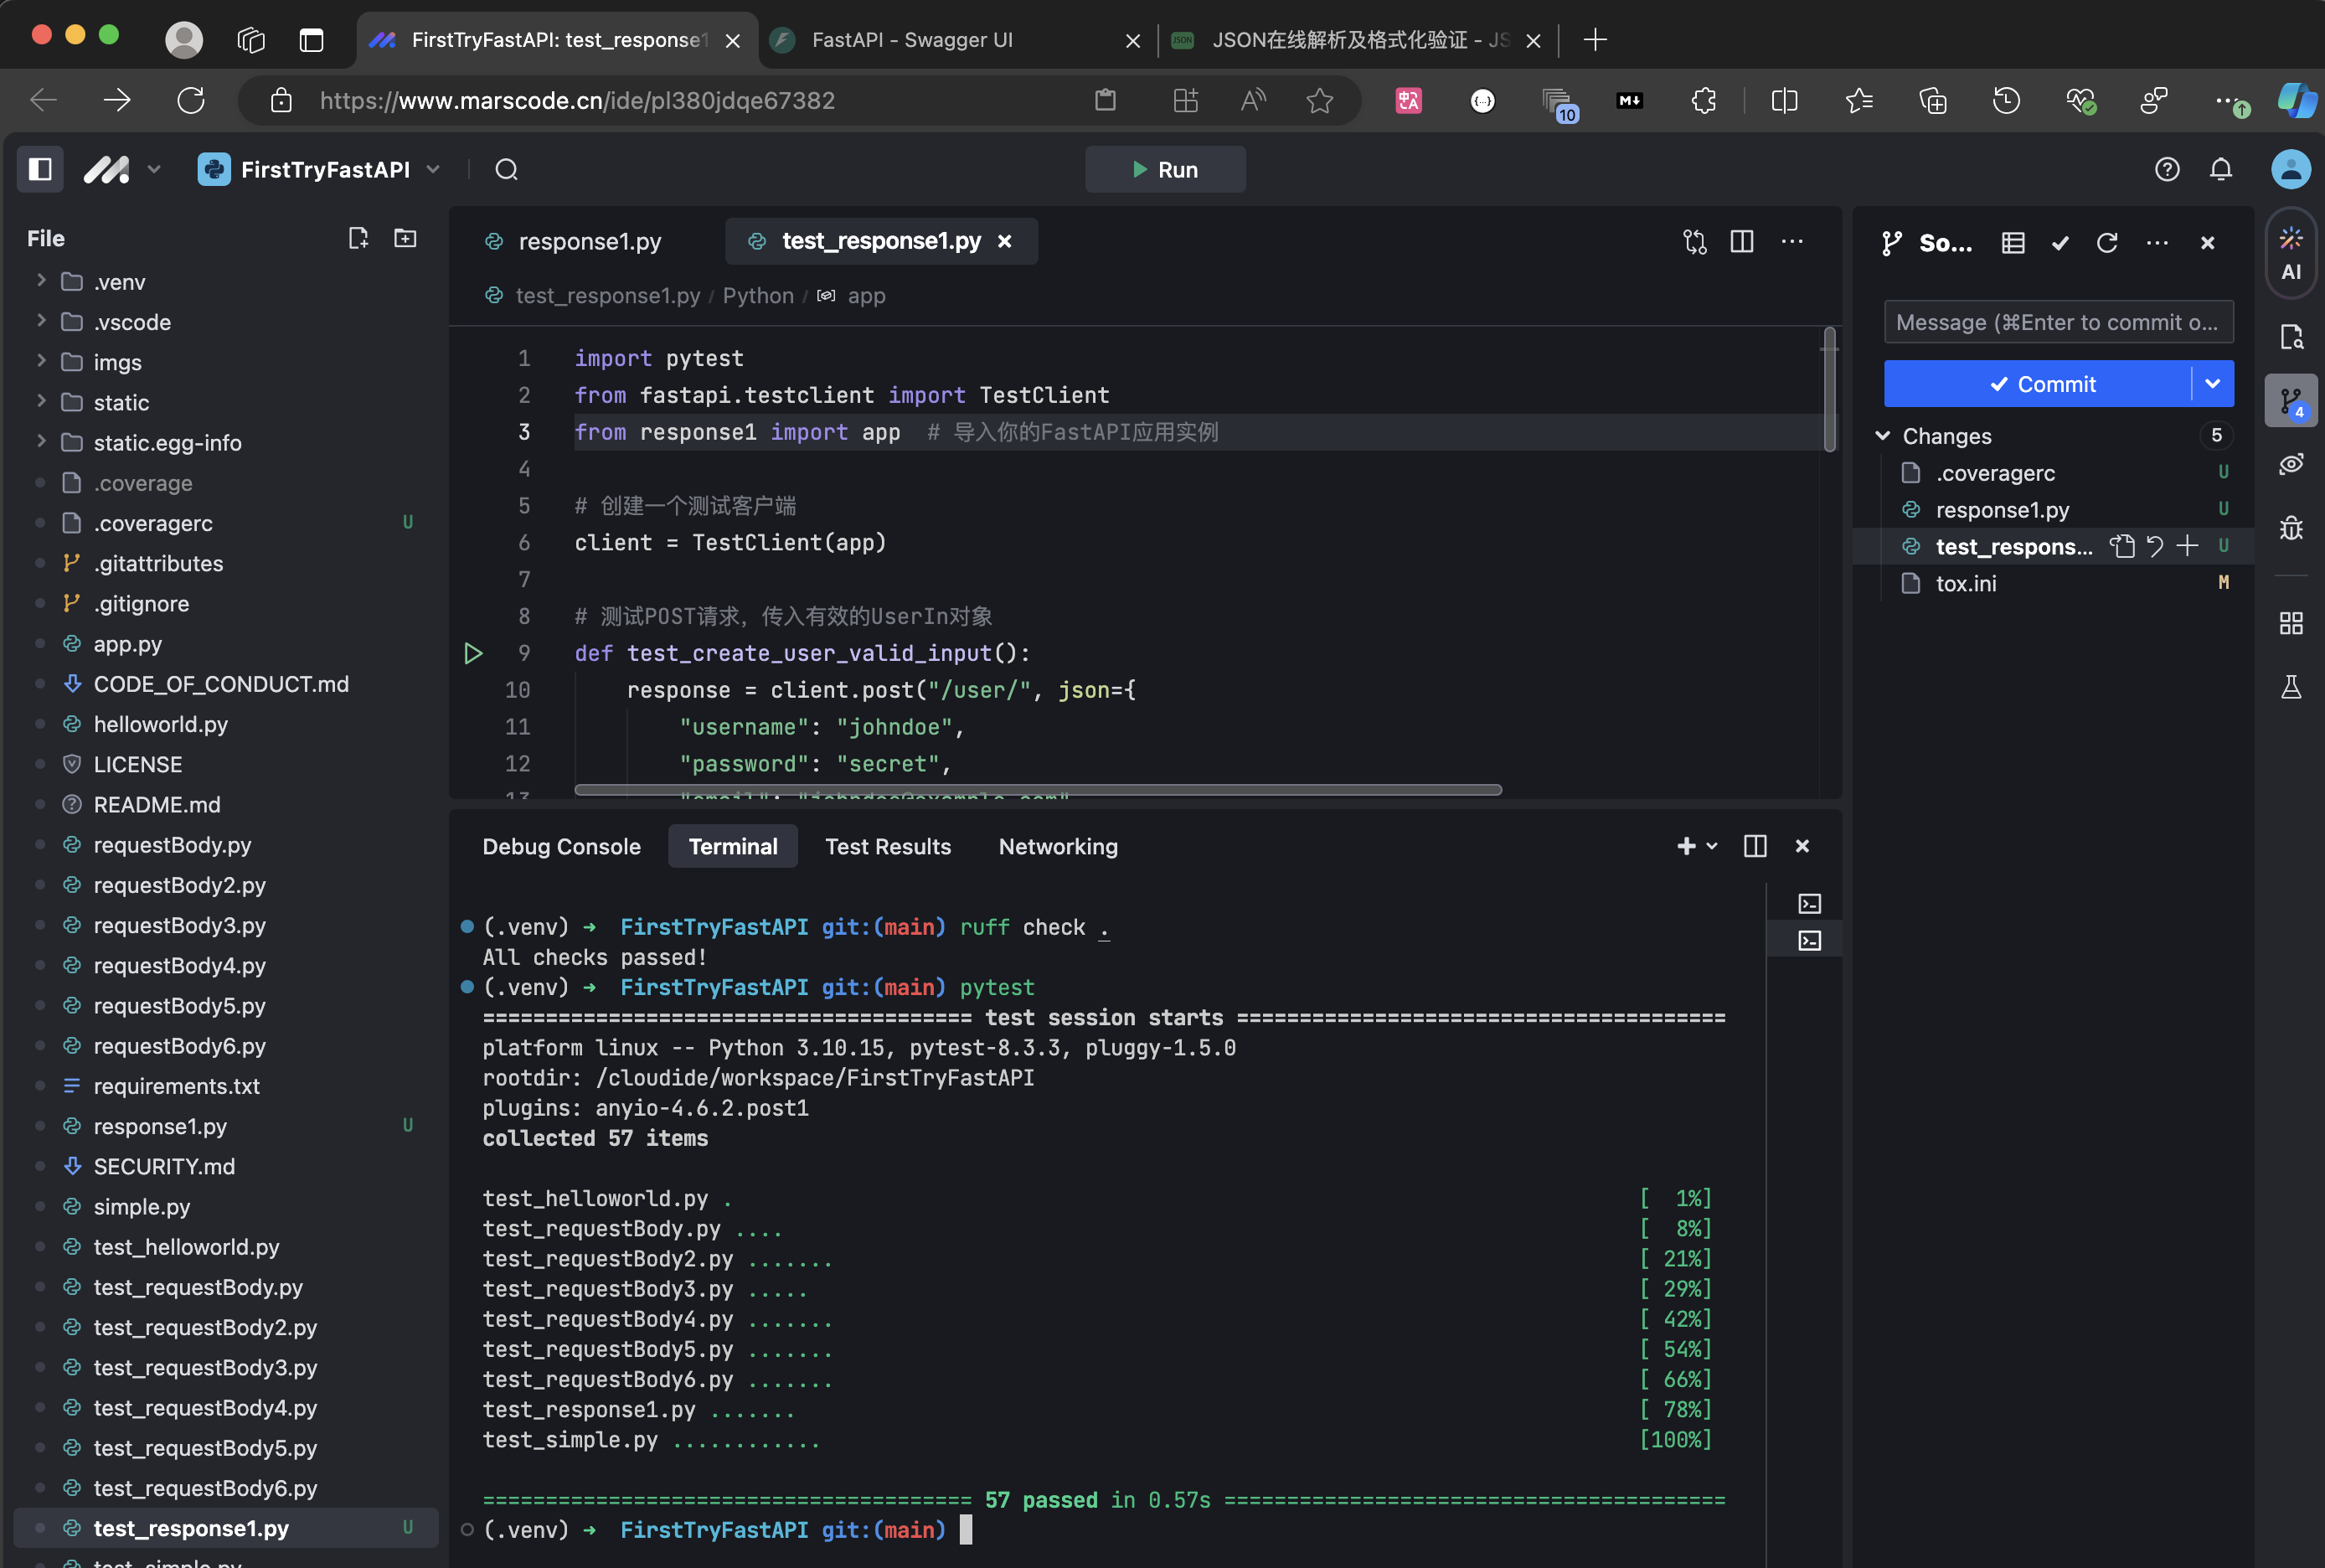 FirstTryFastAPI: test_response1
FastAPI - Swagger UI
JSON在线解析及格式化验证 - JS
https://www.marscode.cn/ide/pl380jdqe67382
10
M↓
FirstTryFastAPI
Run
File
.venv
.vscode
imgs
static
static.egg-info
.coverage
.coveragerc U
.gitattributes
.gitignore
app.py
CODE_OF_CONDUCT.md
helloworld.py
LICENSE
README.md
requestBody.py
requestBody2.py
requestBody3.py
requestBody4.py
requestBody5.py
requestBody6.py
requirements.txt
response1.py U
SECURITY.md
simple.py
test_helloworld.py
test_requestBody.py
test_requestBody2.py
test_requestBody3.py
test_requestBody4.py
test_requestBody5.py
test_requestBody6.py
test_response1.py U
test_simple.py
response1.py
test_response1.py
test_response1.py / Python / app
1 import pytest
2 from fastapi.testclient import TestClient
3 from response1 import app  # 导入你的FastAPI应用实例
4
5 # 创建一个测试客户端
6 client = TestClient(app)
7
8 # 测试POST请求，传入有效的UserIn对象
9 def test_create_user_valid_input():
10 response = client.post("/user/", json={
11 "username": "johndoe",
12 "password": "secret",
13 "email": "johndoe@example.com"
Debug Console
Terminal
Test Results
Networking
(.venv) → FirstTryFastAPI git:(main) ruff check .
All checks passed!
(.venv) → FirstTryFastAPI git:(main) pytest
======================================= test session starts =======================================
platform linux -- Python 3.10.15, pytest-8.3.3, pluggy-1.5.0
rootdir: /cloudide/workspace/FirstTryFastAPI
plugins: anyio-4.6.2.post1
collected 57 items
test_helloworld.py . [  1%]
test_requestBody.py .... [  8%]
test_requestBody2.py ....... [ 21%]
test_requestBody3.py ..... [ 29%]
test_requestBody4.py ....... [ 42%]
test_requestBody5.py ....... [ 54%]
test_requestBody6.py ....... [ 66%]
test_response1.py ....... [ 78%]
test_simple.py ............ [100%]
======================================= 57 passed in 0.57s ========================================
(.venv) → FirstTryFastAPI git:(main)
So...
Message (⌘Enter to commit o...
Commit
Changes 5
.coveragerc U
response1.py U
test_respons... U
tox.ini M
AI
4